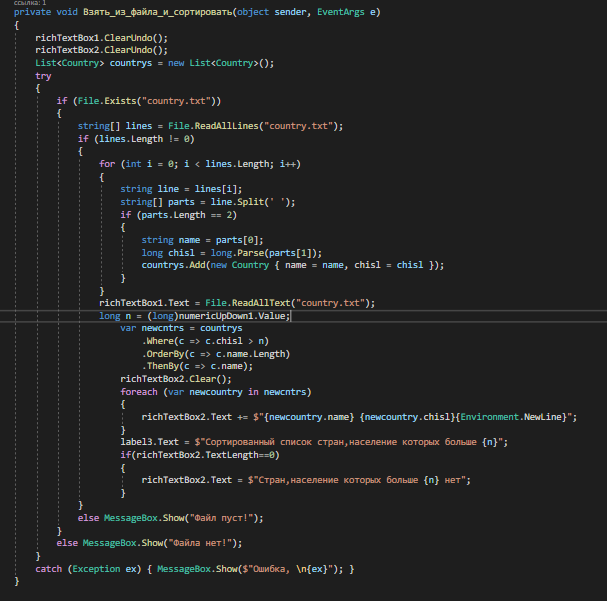 ссылка: 1
private void Взять_из_файла_и_сортировать(object sender, EventArgs e)
{
richTextBox1.ClearUndo();
richTextBox2.ClearUndo();
List<Country> countrys = new List<Country>();
try
{
if (File.Exists("country.txt"))
{
string[] lines = File.ReadAllLines("country.txt");
if (lines.Length != 0)
{
for (int i = 0; i < lines.Length; i++)
{
string line = lines[i];
string[] parts = line.Split(' ');
if (parts.Length == 2)
{
string name = parts[0];
long chisl = long.Parse(parts[1]);
countrys.Add(new Country { name = name, chisl = chisl });
}
}
richTextBox1.Text = File.ReadAllText("country.txt");
long n = (long)numericUpDown1.Value;
var newcntrs = countrys
.Where(c => c.chisl > n)
.OrderBy(c => c.name.Length)
.ThenBy(c => c.name);
richTextBox2.Clear();
foreach (var newcountry in newcntrs)
{
richTextBox2.Text += $"{newcountry.name} {newcountry.chisl}{Environment.NewLine}";
}
label3.Text = $"Сортированный список стран,население которых больше {n}";
if(richTextBox2.TextLength==0)
{
richTextBox2.Text = $"Стран,население которых больше {n} нет";
}
}
else MessageBox.Show("Файл пуст!");
}
else MessageBox.Show("Файла нет!");
}
catch (Exception ex) { MessageBox.Show($"Ошибка, \n{ex}"); }
}